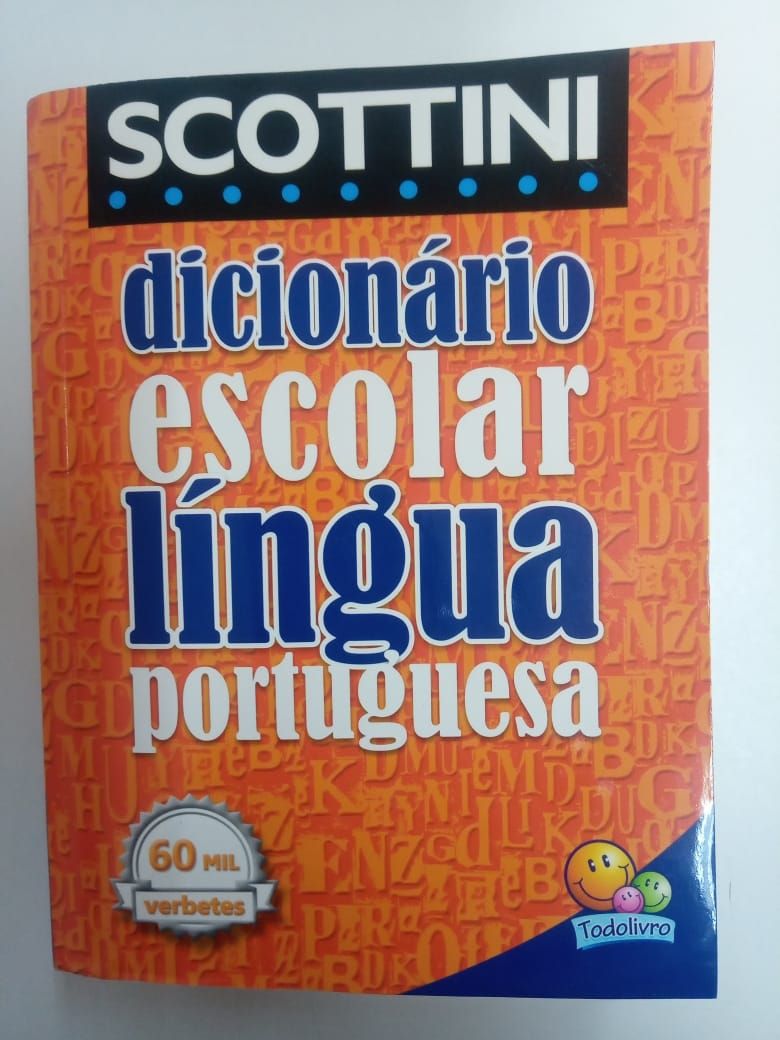 SCOTTINI
dicionário
escolar
língua
portuguesa
60 MIL
verbetes
Todolivro